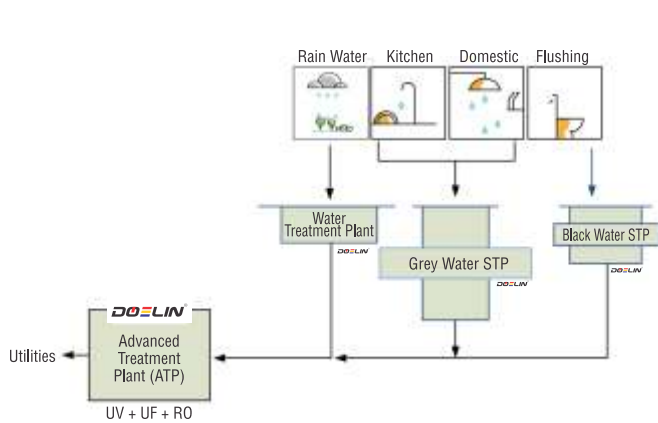 Rain Water
Kitchen
Domestic
Flushing
Water
Treatment Plant
DOELIN
Grey Water STP
DOELIN
Black Water STP
DOELIN
DOELIN
Advanced
Treatment
Plant (ATP)
Utilities
UV + UF + RO